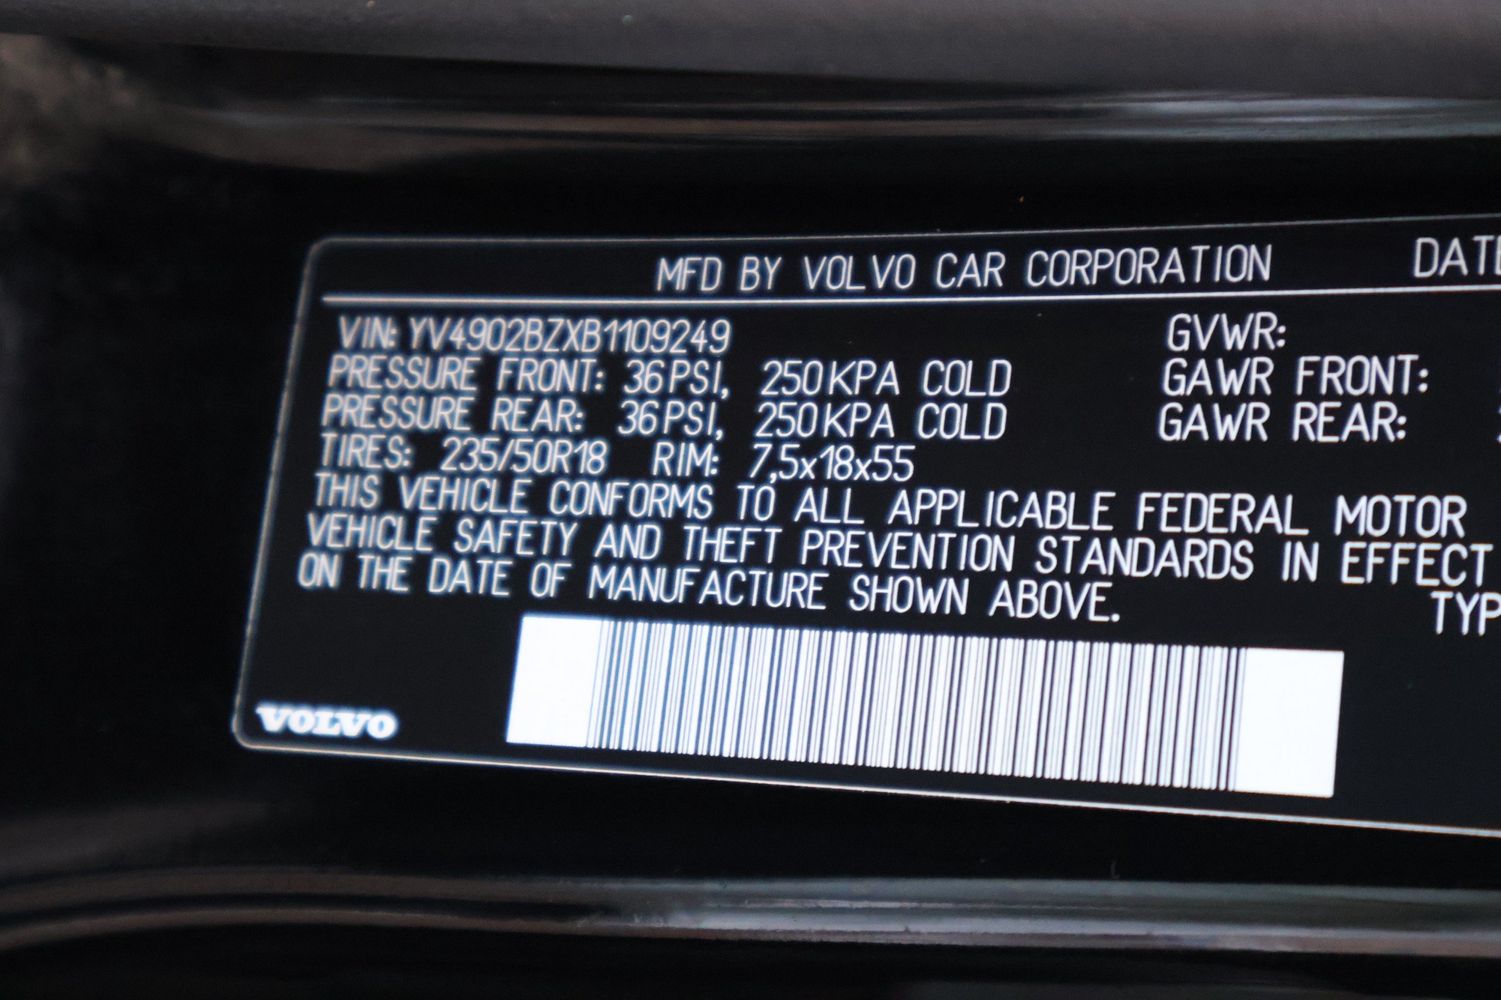 MFD BY VOLVO CAR CORPORATION DATE
VIN: YV4902BZXB1109249 GVWR:
PRESSURE FRONT: 36PSI, 250KPA COLD GAWR FRONT:
PRESSURE REAR: 36PSI, 250KPA COLD GAWR REAR:
TIRES: 235/50R18 RIM: 7,5x18x55
THIS VEHICLE CONFORMS TO ALL APPLICABLE FEDERAL MOTOR
VEHICLE SAFETY AND THEFT PREVENTION STANDARDS IN EFFECT
ON THE DATE OF MANUFACTURE SHOWN ABOVE. TYP
VOLVO